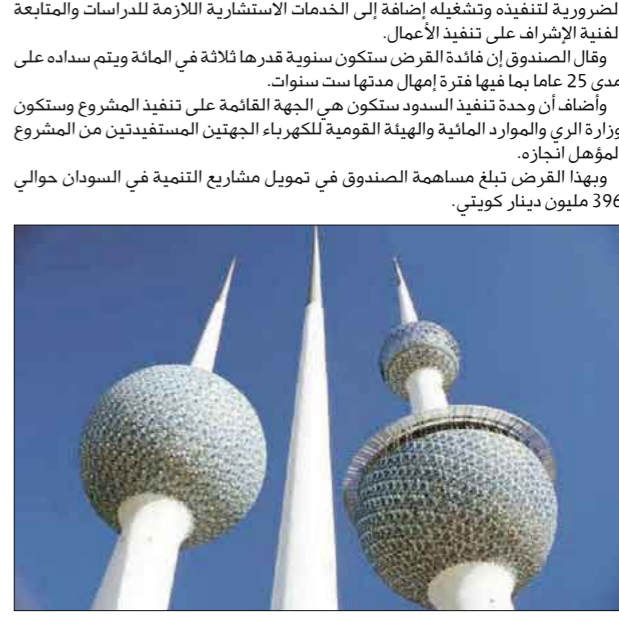 لضرورية لتنفيذه وتشغيله إضافة إلى الخدمات الاستشارية اللازمة للدراسات والمتابعة
لفنية الإشراف على تنفيذ الأعمال.
وقال الصندوق إن فائدة القرض ستكون سنوية قدرها ثلاثة في المائة ويتم سداده على
مدى 25 عاما بما فيها فترة إمهال مدتها ست سنوات.
وأضاف أن وحدة تنفيذ السدود ستكون هي الجهة القائمة على تنفيذ المشروع وستكون
وزارة الري والموارد المائية والهيئة القومية للكهرباء الجهتين المستفيدتين من المشروع
لمؤهل انجازه.
وبهذا القرض تبلغ مساهمة الصندوق في تمويل مشاريع التنمية في السودان حوالي
396 مليون دينار كويتي.